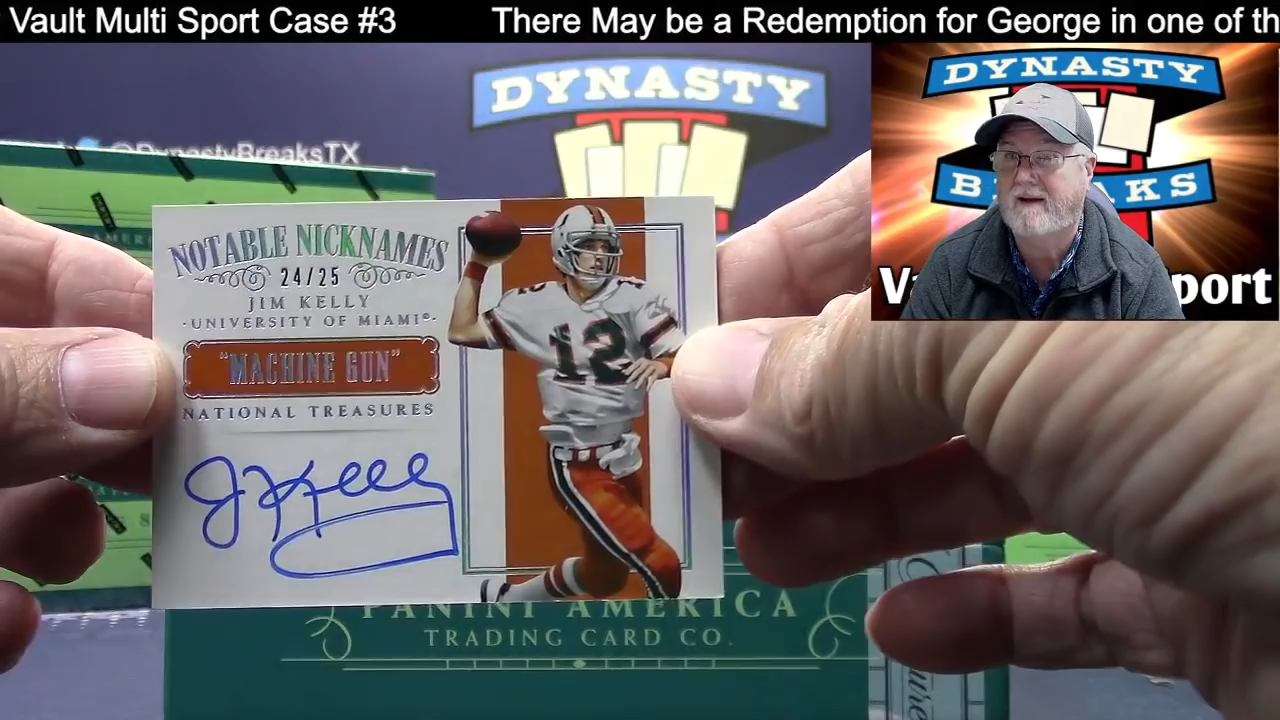 Vault Multi Sport Case #3 There May be a Redemption for George in one of th
DYNASTY
@DynastyBreaksTX
NOTABLE NICKNAMES
24/25
JIM KELLY
·UNIVERSITY OF MIAMI®·
"MACHINE GUN"
NATIONAL TREASURES
J Kelly
12
PANINI AMERICA
TRADING CARD CO.
DYNASTY
BREAKS
port